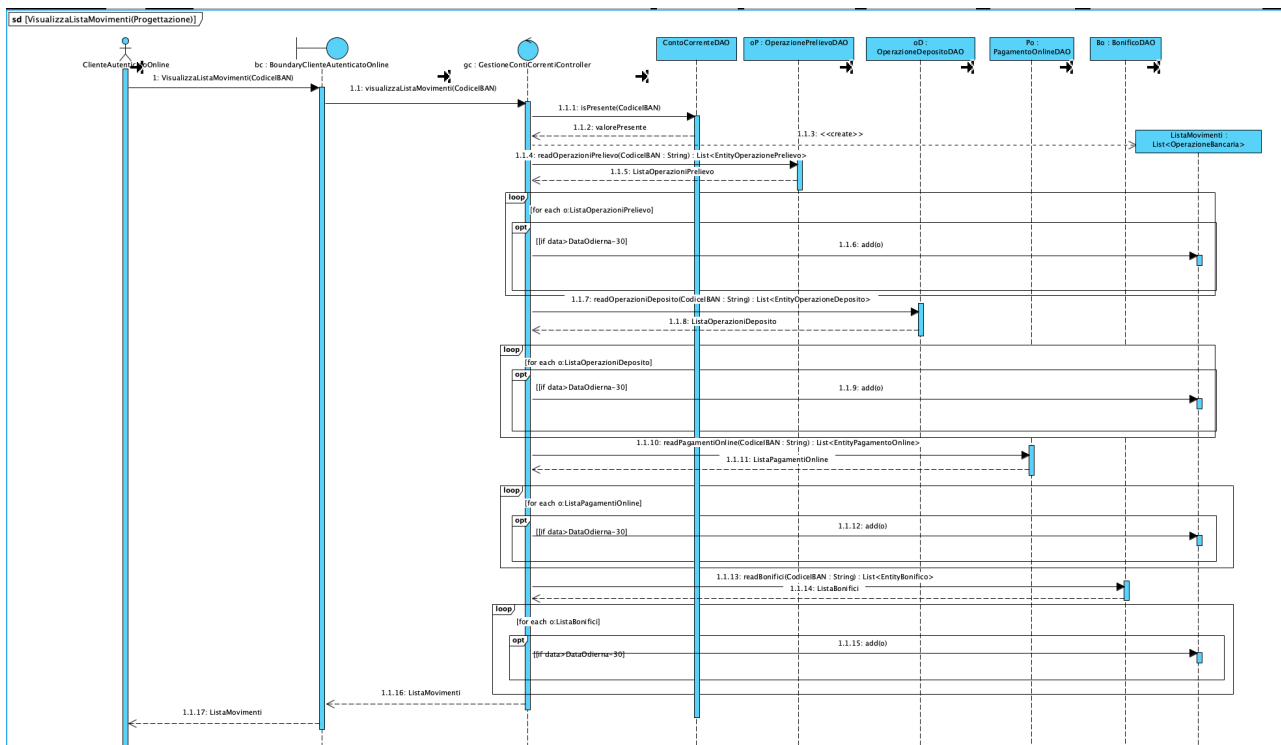 sd [VisualizzaListaMovimenti(Progettazione)]
ClienteAutenticatoOnline
bc : BoundaryClienteAutenticatoOnline
gc : GestioneContiCorrentiController
ContoCorrenteDAO
oP : OperazionePrelievoDAO
oD :
OperazioneDepositoDAO
Po :
PagamentoOnlineDAO
Bo : BonificoDAO
1: VisualizzaListaMovimenti(CodiceIBAN)
1.1: visualizzaListaMovimenti(CodiceIBAN)
1.1.1: isPresente(CodiceIBAN)
1.1.2: valorePresente
1.1.3: <<create>>
ListaMovimenti :
List<OperazioneBancaria>
1.1.4: readOperazioniPrelievo(CodiceIBAN : String) : List<EntityOperazionePrelievo>
1.1.5: ListaOperazioniPrelievo
loop
[for each o:ListaOperazioniPrelievo]
opt
[[if data>DataOdierna-30]
1.1.6: add(o)
1.1.7: readOperazioniDeposito(CodiceIBAN : String) : List<EntityOperazioneDeposito>
1.1.8: ListaOperazioniDeposito
loop
[for each o:ListaOperazioniDeposito]
opt
[[if data>DataOdierna-30]
1.1.9: add(o)
1.1.10: readPagamentiOnline(CodiceIBAN : String) : List<EntityPagamentoOnline>
1.1.11: ListaPagamentiOnline
loop
[for each o:ListaPagamentiOnline]
opt
[[if data>DataOdierna-30]
1.1.12: add(o)
1.1.13: readBonifici(CodiceIBAN : String) : List<EntityBonifico>
1.1.14: ListaBonifici
loop
[for each o:ListaBonifici]
opt
[[if data>DataOdierna-30]
1.1.15: add(o)
1.1.16: ListaMovimenti
1.1.17: ListaMovimenti